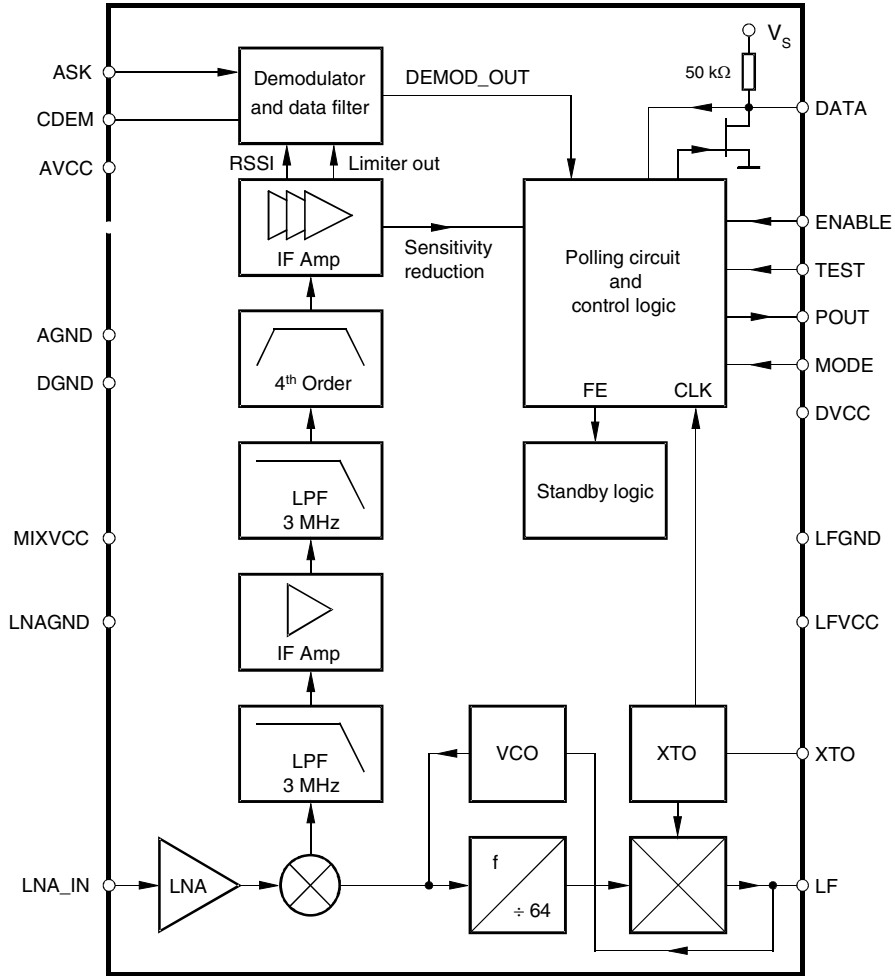 V_S
50 kΩ
ASK
Demodulator
and data filter
DEMOD_OUT
DATA
CDEM
AVCC
RSSI
Limiter out
IF Amp
Sensitivity
reduction
Polling circuit
and
control logic
ENABLE
TEST
POUT
MODE
DVCC
FE
CLK
AGND
DGND
4th Order
LPF
3 MHz
Standby logic
MIXVCC
LFGND
LNAGND
LFVCC
IF Amp
LPF
3 MHz
VCO
XTO
XTO
LNA_IN
LNA
f
÷ 64
LF